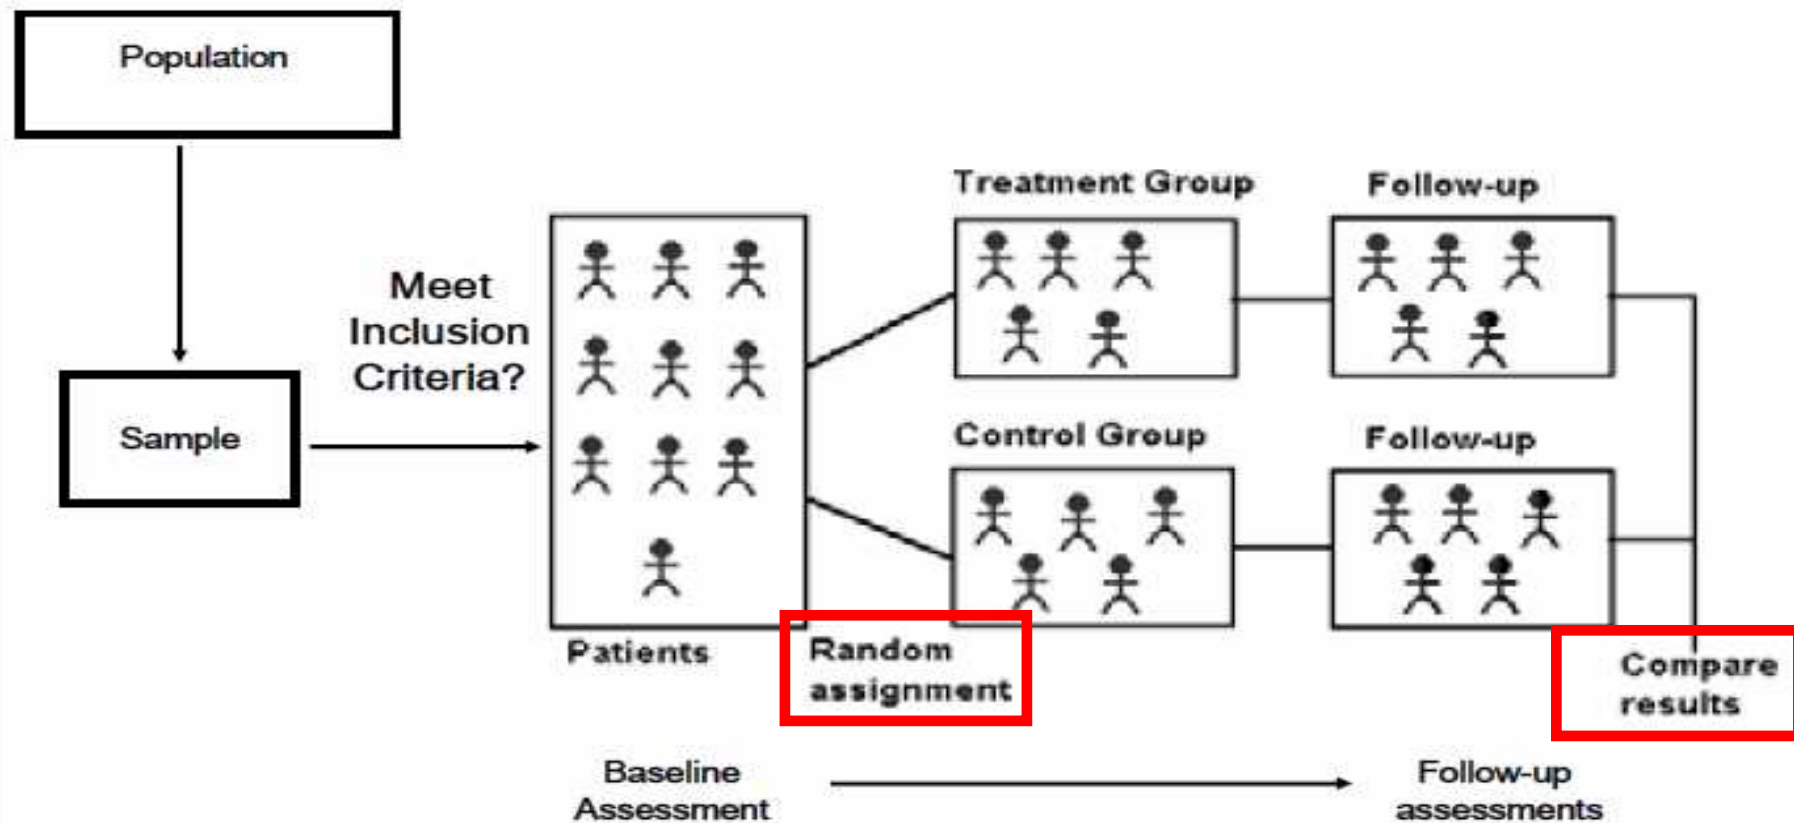 Population
Sample
Meet
Inclusion
Criteria?
Patients
Random
assignment
Treatment Group
Follow-up
Control Group
Follow-up
Compare
results
Baseline
Assessment
Follow-up
assessments